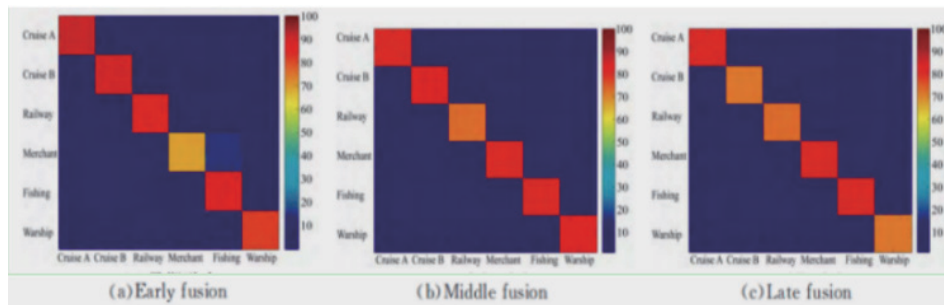 Cruise A
Cruise B
Railway
Merchant
Fishing
Warship
Cruise A Cruise B Railway Merchant Fishing Warship
100
90
80
70
60
50
40
30
20
10
(a)Early fusion
Cruise A
Cruise B
Railway
Merchant
Fishing
Warship
Cruise A Cruise B Railway Merchant Fishing Warship
100
90
80
70
60
50
40
30
20
10
(b)Middle fusion
Cruise A
Cruise B
Railway
Merchant
Fishing
Warship
Cruise A Cruise B Railway Merchant Fishing Warship
100
90
80
70
60
50
40
30
20
10
(c)Late fusion